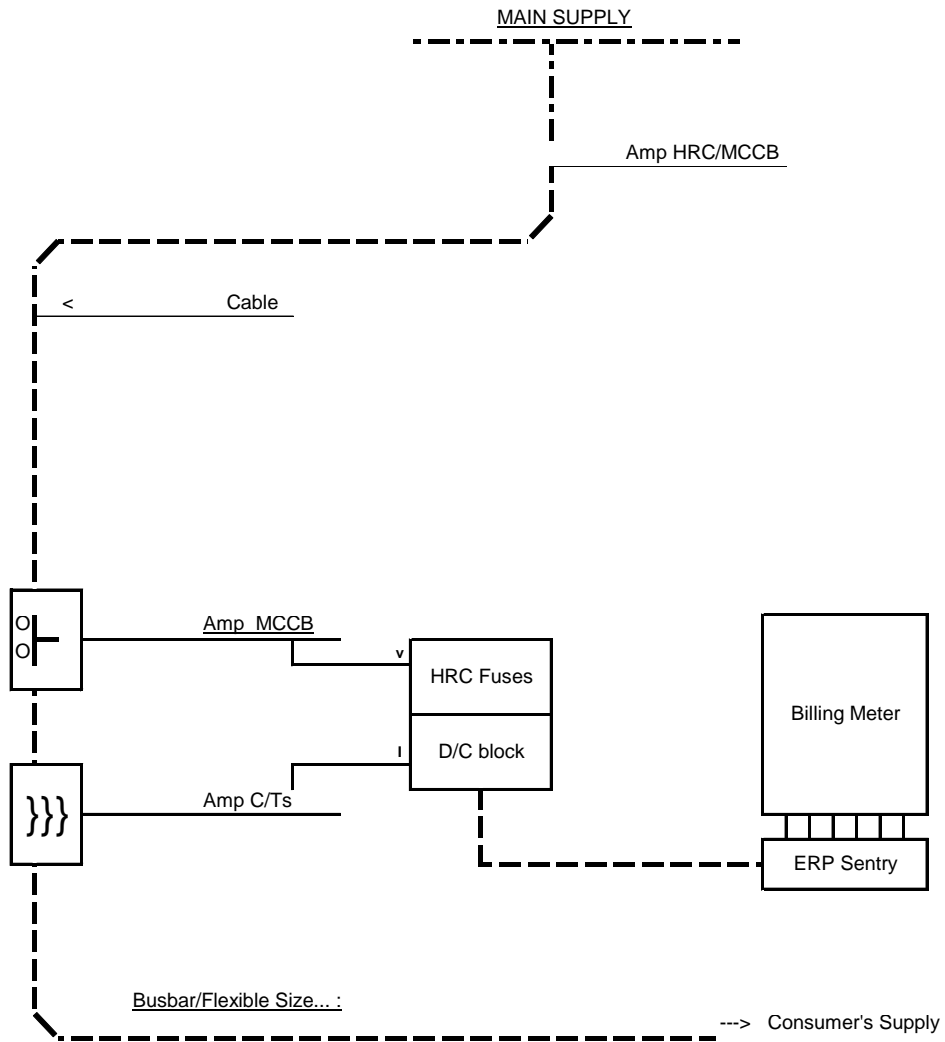 MAIN SUPPLY
Amp HRC/MCCB
< Cable
O
O
Amp MCCB
v
HRC Fuses
Billing Meter
I
D/C block
Amp C/Ts
}}}
ERP Sentry
Busbar/Flexible Size... :
---> Consumer's Supply